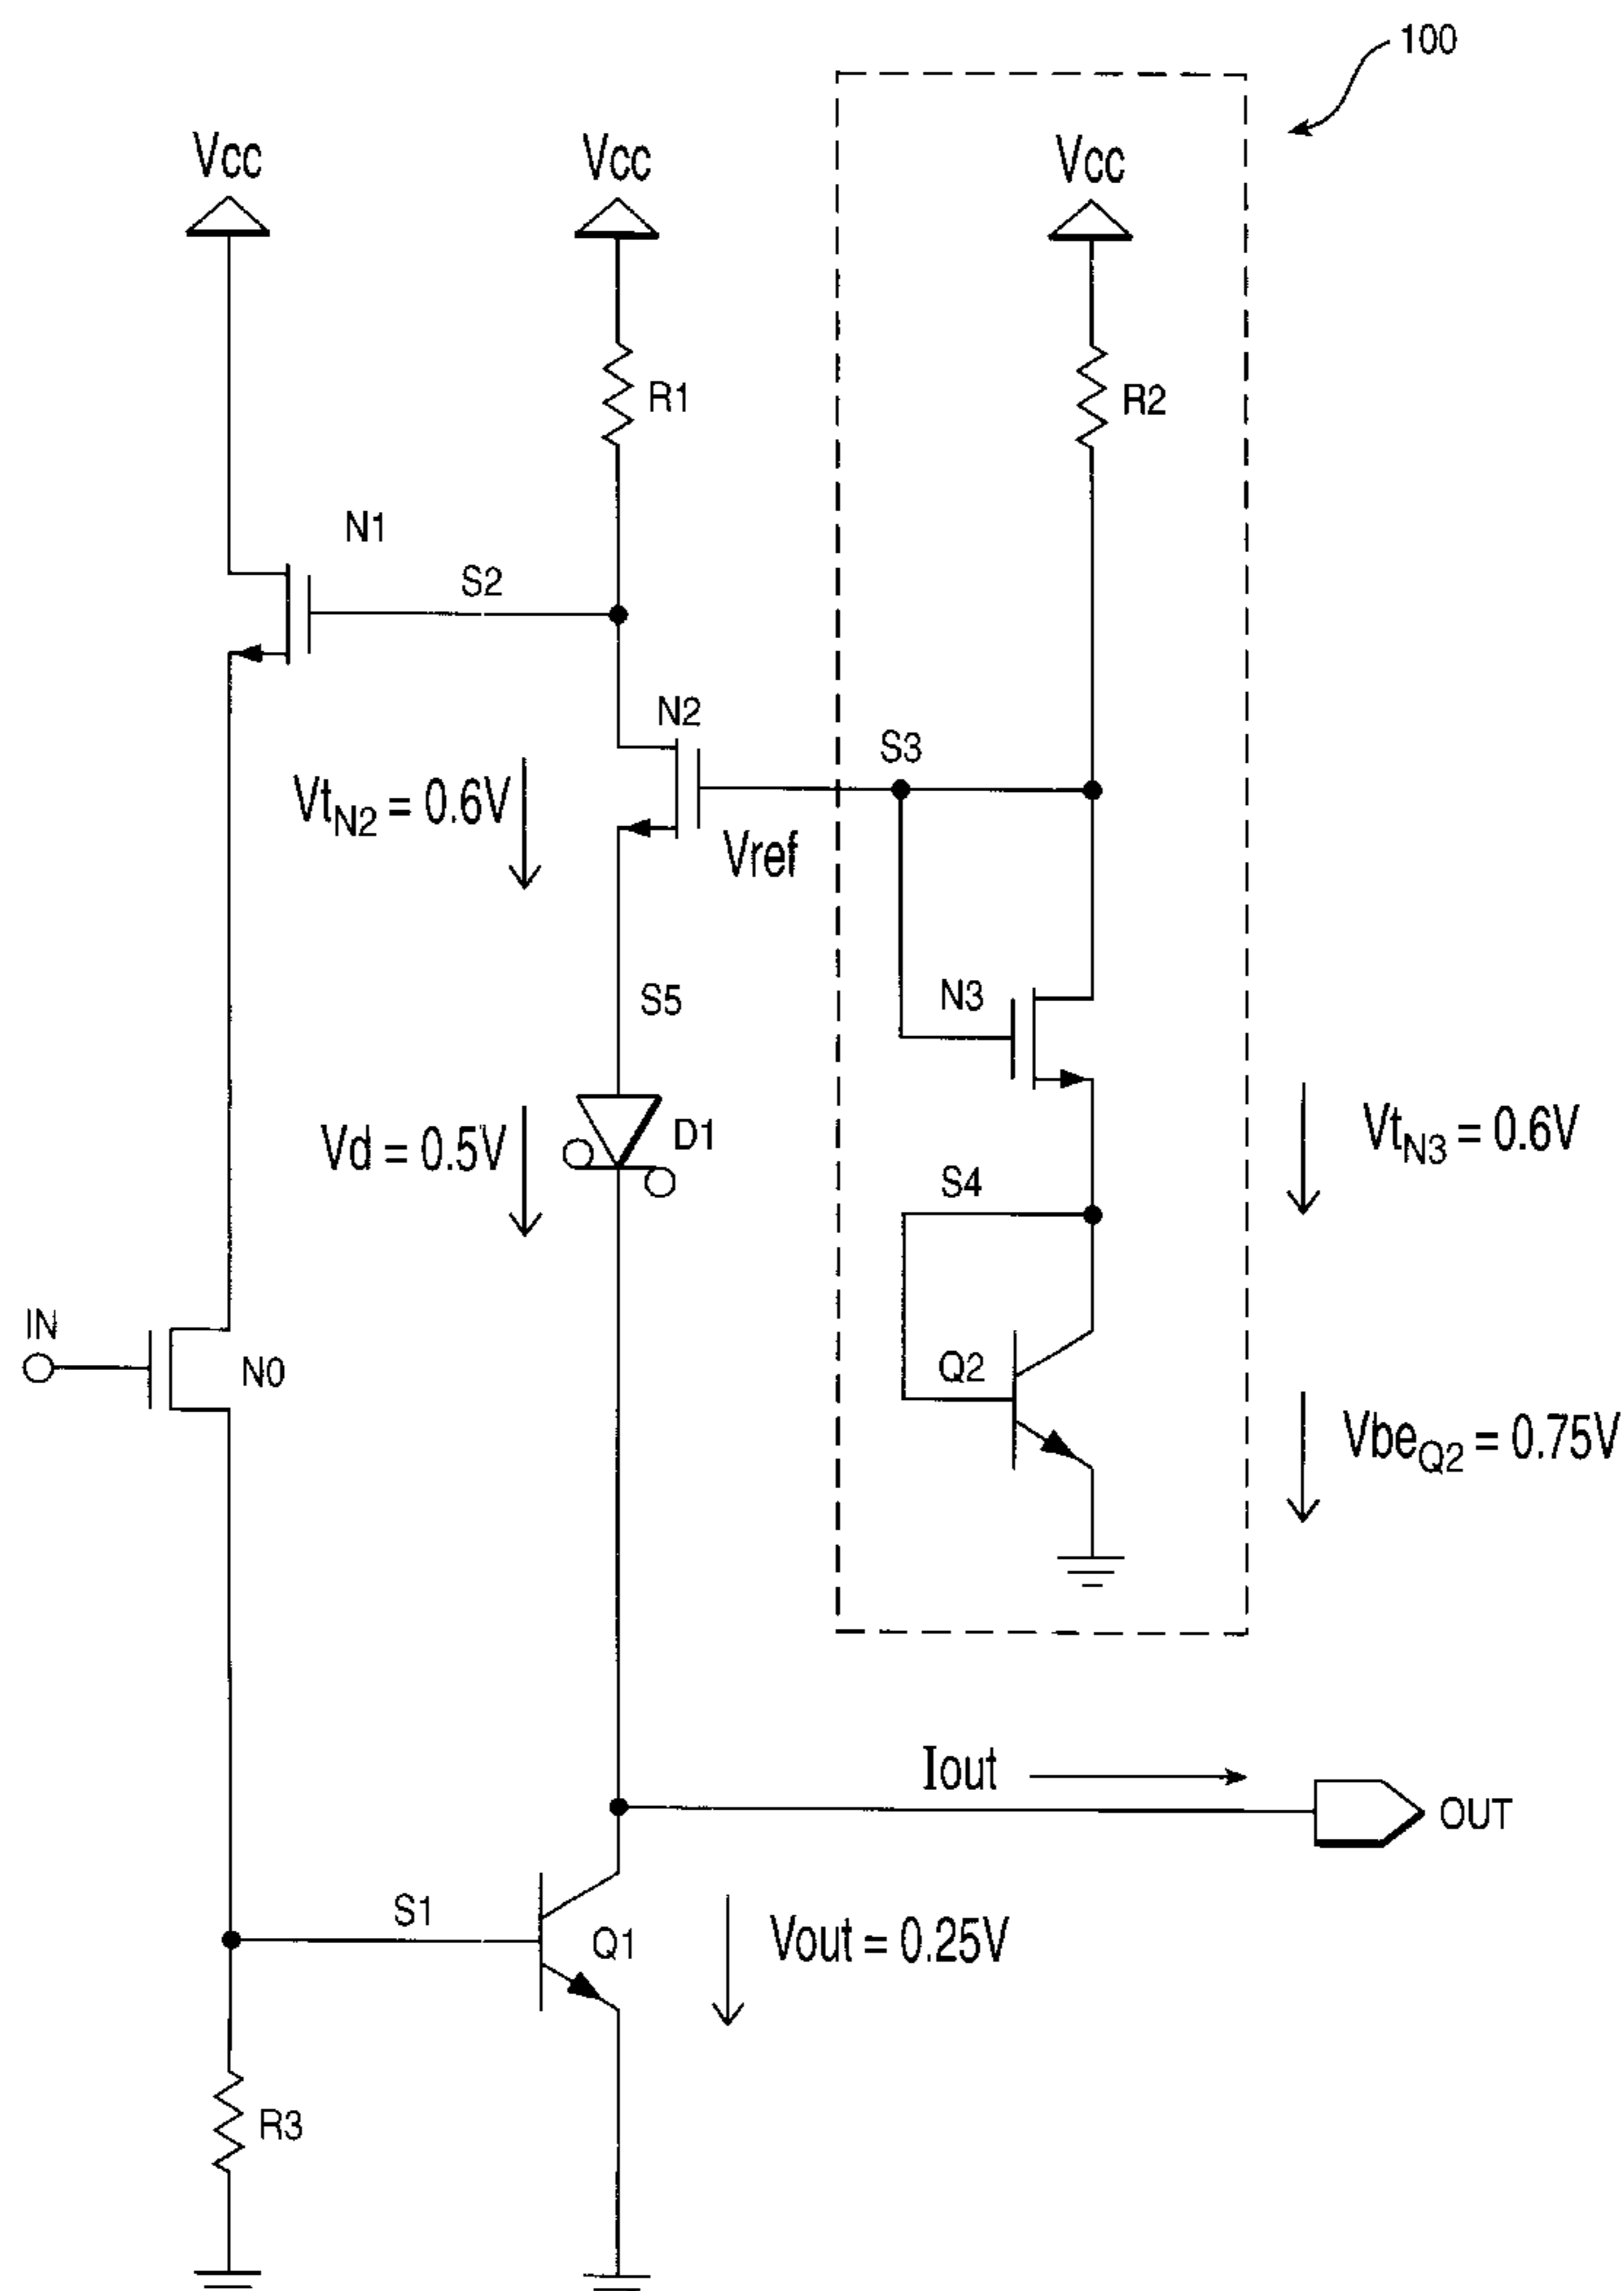 100
Vcc
Vcc
Vcc
R1
R2
N1
S2
N2
S3
VtN2 = 0.6V
Vref
N3
S5
Vd = 0.5V
D1
VtN3 = 0.6V
S4
IN
N0
Q2
VbeQ2 = 0.75V
Iout
OUT
S1
Q1
Vout = 0.25V
R3